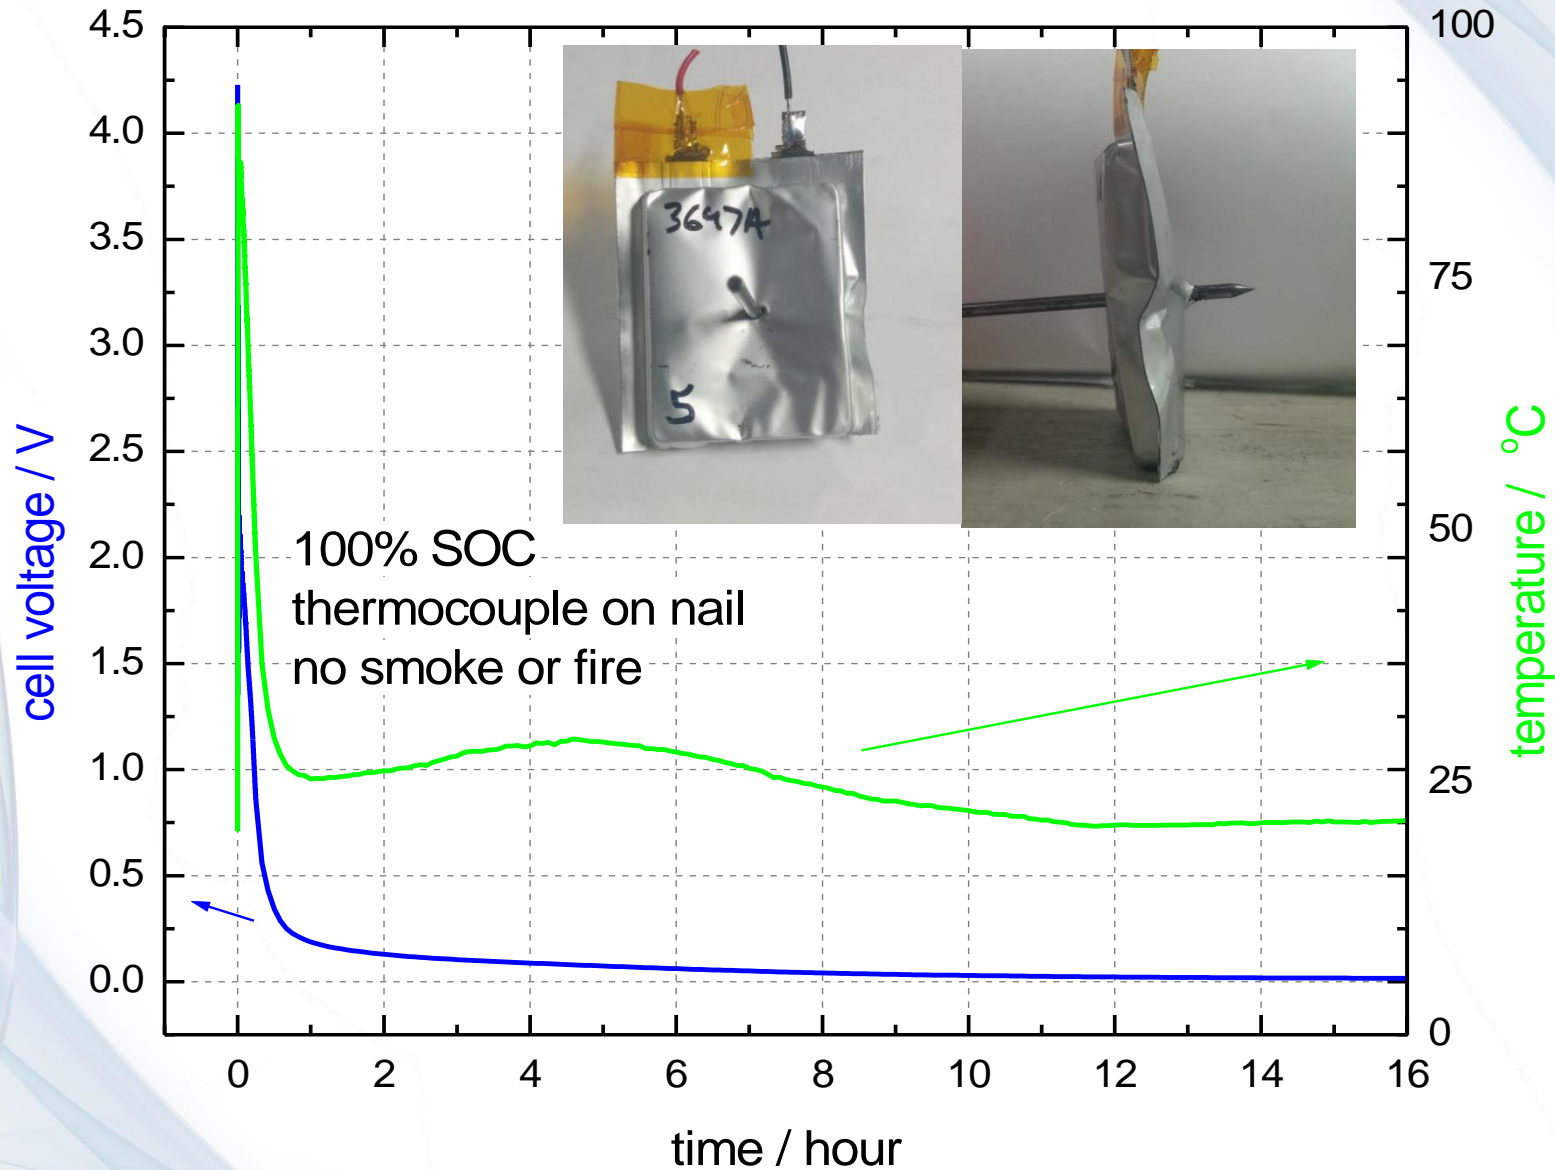 4.5
4.0
3.5
3.0
2.5
2.0
1.5
1.0
0.5
0.0
cell voltage / V
100
75
50
25
0
temperature / °C
3647A
5
100% SOC
thermocouple on nail
no smoke or fire
0 2 4 6 8 10 12 14 16
time / hour